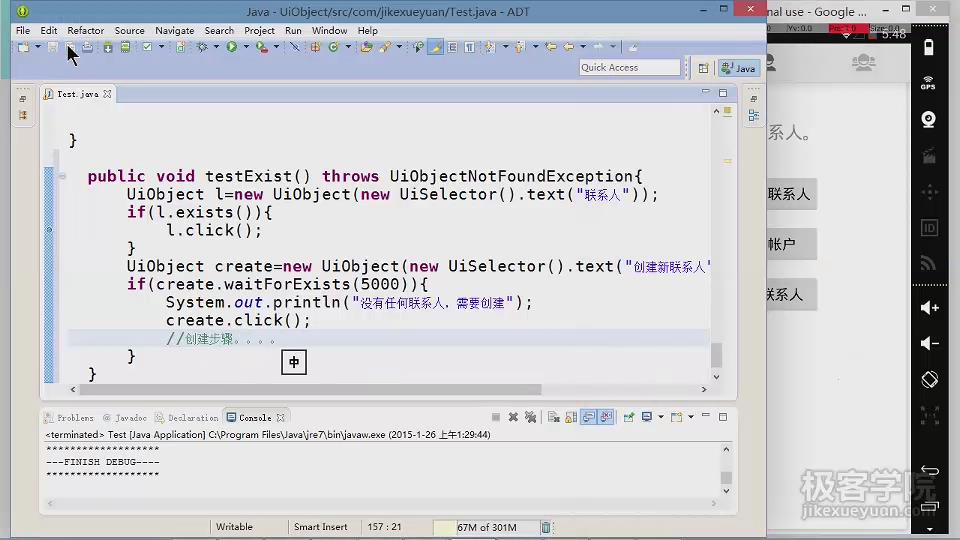 Java - UiObject/src/com/jikexueyuan/Test.java - ADT
nal use - Google ...
File Edit Refactor Source Navigate Search Project Run Window Help
5:48
Quick Access
Java
Test.java
系人。
GPS
}
public void testExist() throws UiObjectNotFoundException{
UiObject l=new UiObject(new UiSelector().text("联系人"));
联系人
if(l.exists()){
l.click();
ID
}
帐户
UiObject create=new UiObject(new UiSelector().text("创建新联系人"
if(create.waitForExists(5000)){
联系人
System.out.println("没有任何联系人，需要创建");
create.click();
//创建步骤。。。。
}
中
}
Problems Javadoc Declaration Console
<terminated> Test [Java Application] C:\Program Files\Java\jre7\bin\javaw.exe (2015-1-26 上午1:29:44)
*******************
---FINISH DEBUG----
*******************
极客学院
jikexueyuan.com
Writable Smart Insert 157 : 21 67M of 301M